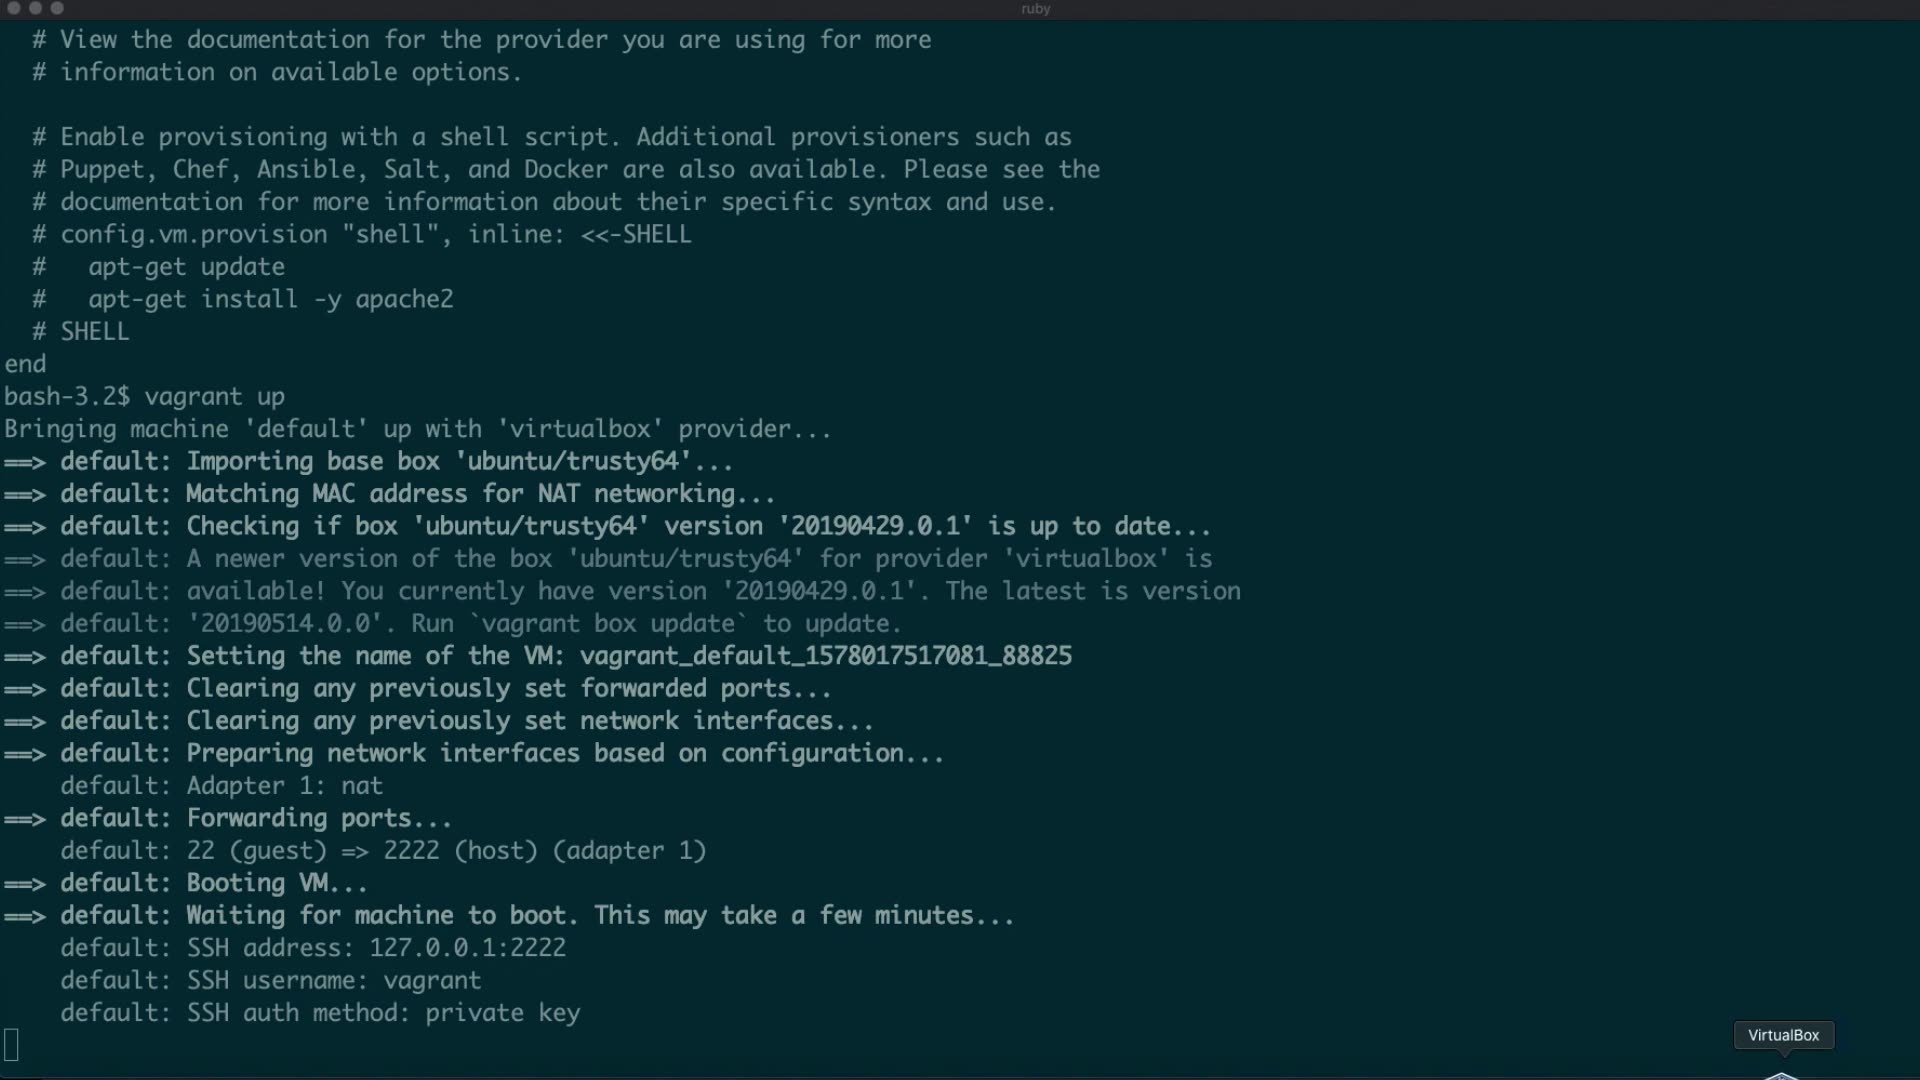 ruby
# View the documentation for the provider you are using for more
# information on available options.
# Enable provisioning with a shell script. Additional provisioners such as
# Puppet, Chef, Ansible, Salt, and Docker are also available. Please see the
# documentation for more information about their specific syntax and use.
# config.vm.provision "shell", inline: <<-SHELL
#   apt-get update
#   apt-get install -y apache2
# SHELL
end
bash-3.2$ vagrant up
Bringing machine 'default' up with 'virtualbox' provider...
==> default: Importing base box 'ubuntu/trusty64'...
==> default: Matching MAC address for NAT networking...
==> default: Checking if box 'ubuntu/trusty64' version '20190429.0.1' is up to date...
==> default: A newer version of the box 'ubuntu/trusty64' for provider 'virtualbox' is
==> default: available! You currently have version '20190429.0.1'. The latest is version
==> default: '20190514.0.0'. Run `vagrant box update` to update.
==> default: Setting the name of the VM: vagrant_default_1578017517081_88825
==> default: Clearing any previously set forwarded ports...
==> default: Clearing any previously set network interfaces...
==> default: Preparing network interfaces based on configuration...
default: Adapter 1: nat
==> default: Forwarding ports...
default: 22 (guest) => 2222 (host) (adapter 1)
==> default: Booting VM...
==> default: Waiting for machine to boot. This may take a few minutes...
default: SSH address: 127.0.0.1:2222
default: SSH username: vagrant
default: SSH auth method: private key
VirtualBox